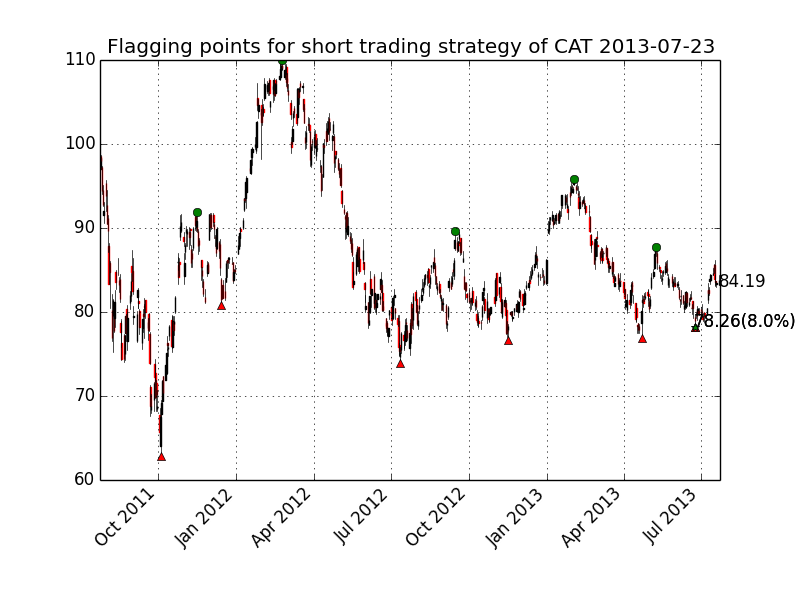 Flagging points for short trading strategy of CAT 2013-07-23
110
100
90
80
70
60
84.19
8.26(8.0%)
Oct 2011
Jan 2012
Apr 2012
Jul 2012
Oct 2012
Jan 2013
Apr 2013
Jul 2013